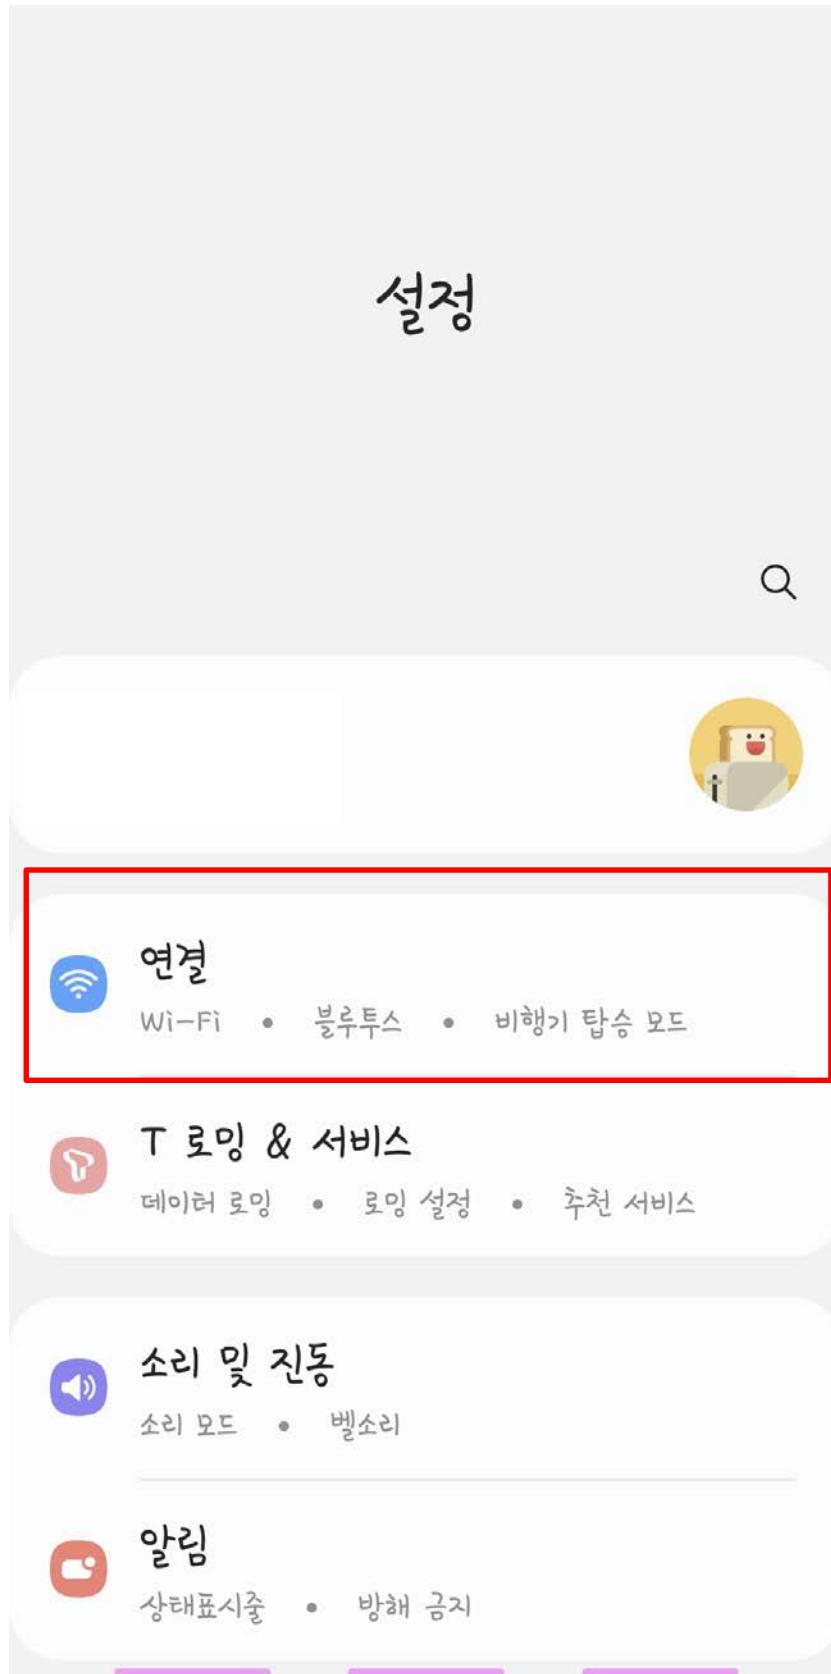 설정
연결
Wi-Fi • 블루투스 • 비행기 탑승 모드
T 로밍 & 서비스
데이터 로밍 • 로밍 설정 • 추천 서비스
소리 및 진동
소리 모드 • 벨소리
알림
상태표시줄 • 방해 금지